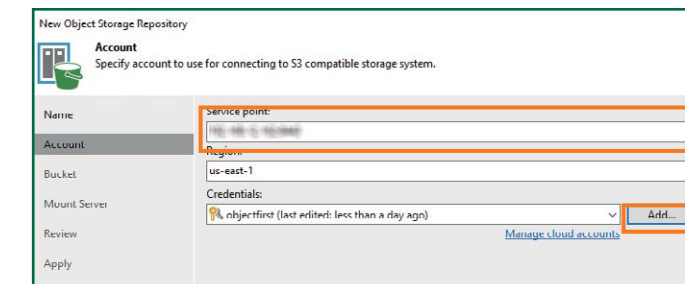 New Object Storage Repository
Account
Specify account to use for connecting to S3 compatible storage system.
Name
Service point:
Account
Region:
Bucket
us-east-1
Credentials:
Mount Server
objectfirst (last edited: less than a day ago)
Add...
Review
Manage cloud accounts
Apply